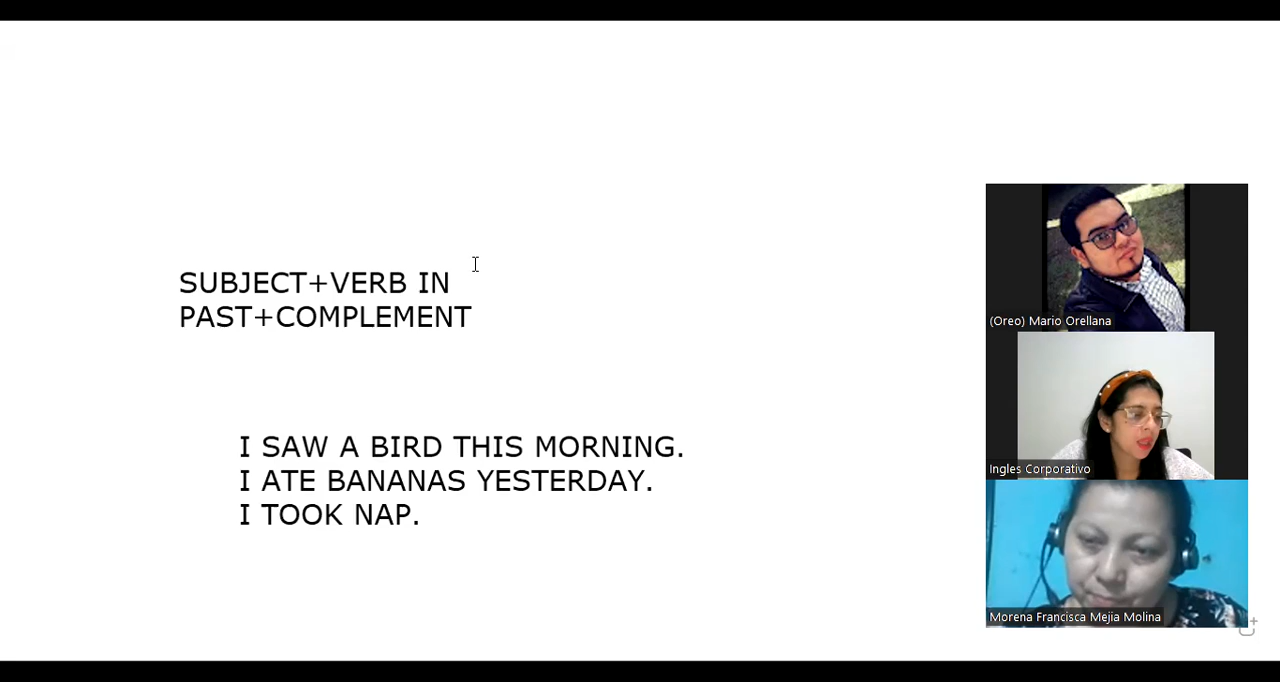 SUBJECT+VERB IN
PAST+COMPLEMENT
I SAW A BIRD THIS MORNING.
I ATE BANANAS YESTERDAY.
I TOOK NAP.
(Oreo) Mario Orellana
Ingles Corporativo
Morena Francisca Mejia Molina